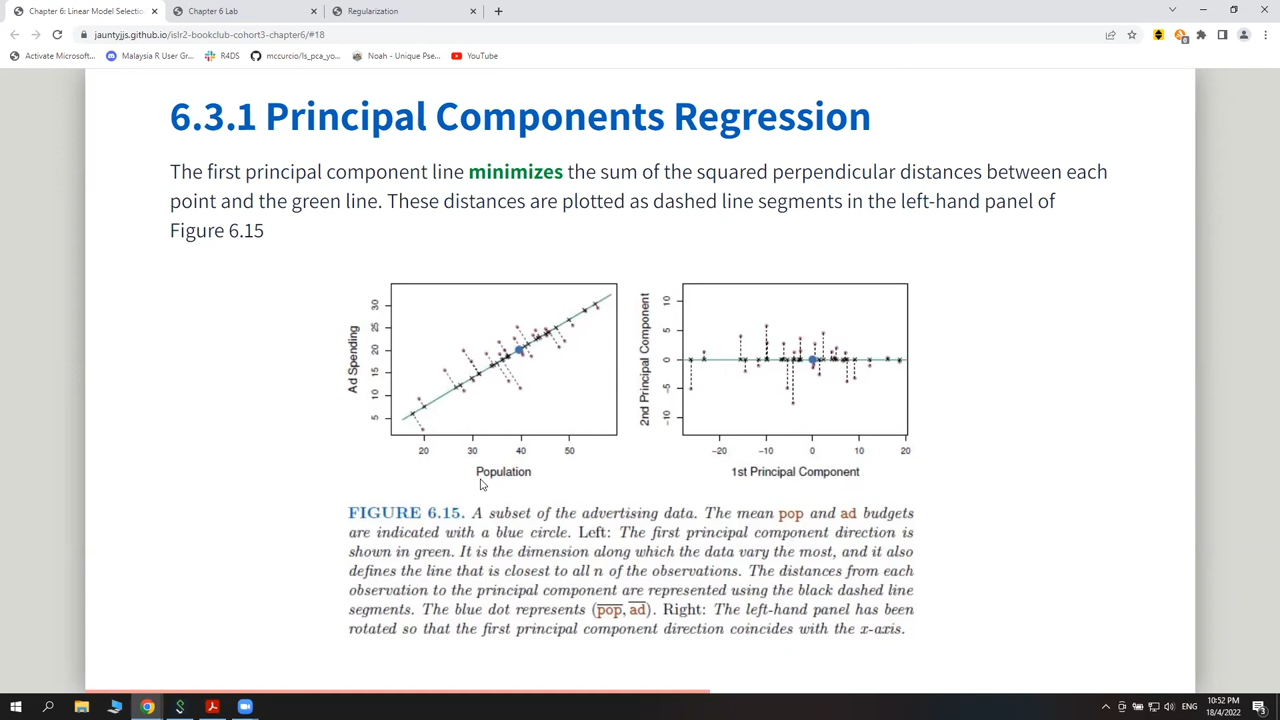 Chapter 6: Linear Model Selectio
Chapter 6 Lab
Regularization
jauntyjjs.github.io/islr2-bookclub-cohort3-chapter6/#18
Activate Microsoft...
Malaysia R User Gr...
R4DS
mccurcio/ls_pca_yo...
Noah - Unique Pse...
YouTube
6.3.1 Principal Components Regression
The first principal component line minimizes the sum of the squared perpendicular distances between each
point and the green line. These distances are plotted as dashed line segments in the left-hand panel of
Figure 6.15
Ad Spending
5 10 15 20 25 30
20 30 40 50
Population
2nd Principal Component
-10 -5 0 5 10
-20 -10 0 10 20
1st Principal Component
FIGURE 6.15. A subset of the advertising data. The mean pop and ad budgets
are indicated with a blue circle. Left: The first principal component direction is
shown in green. It is the dimension along which the data vary the most, and it also
defines the line that is closest to all n of the observations. The distances from each
observation to the principal component are represented using the black dashed line
segments. The blue dot represents (pop, ad). Right: The left-hand panel has been
rotated so that the first principal component direction coincides with the x-axis.
ENG
10:52 PM
18/4/2022